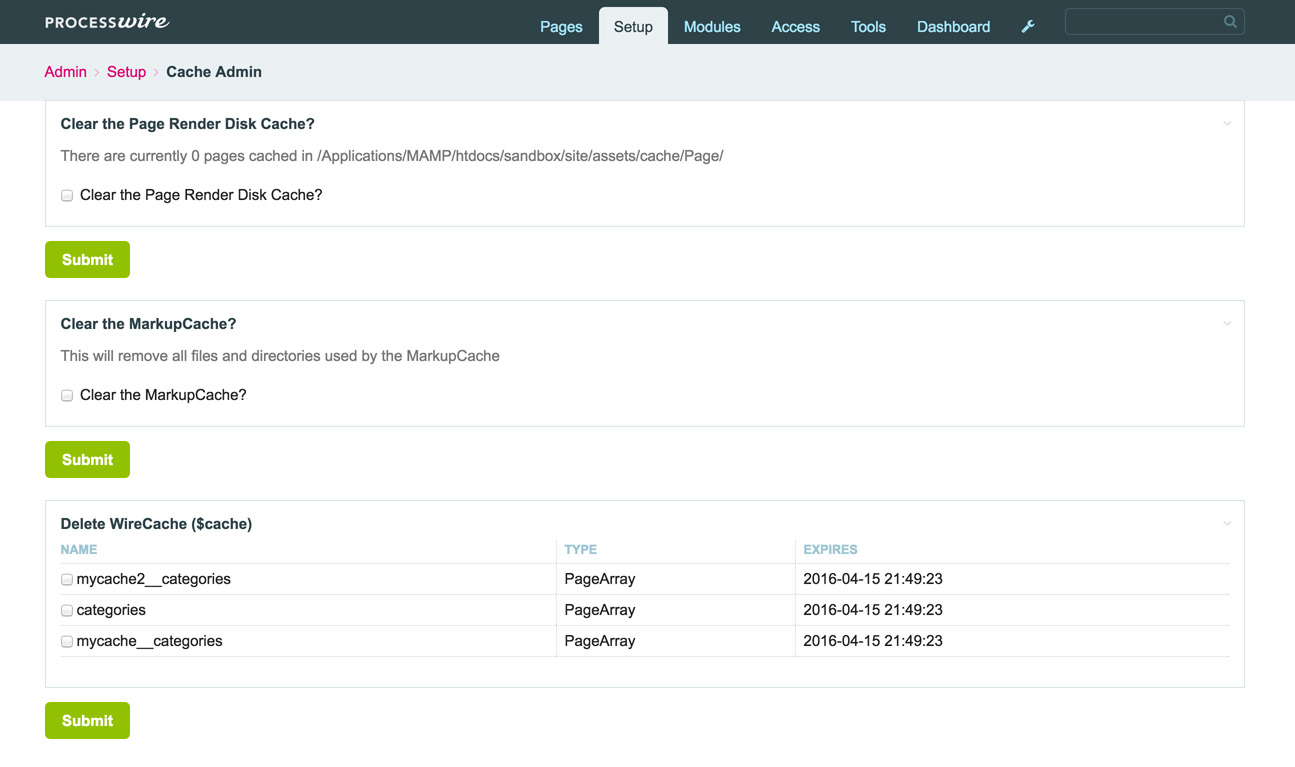 PROCESSwire
Pages Setup Modules Access Tools Dashboard
Admin > Setup > Cache Admin
Clear the Page Render Disk Cache?
There are currently 0 pages cached in /Applications/MAMP/htdocs/sandbox/site/assets/cache/Page/
Clear the Page Render Disk Cache?
Submit
Clear the MarkupCache?
This will remove all files and directories used by the MarkupCache
Clear the MarkupCache?
Submit
Delete WireCache ($cache)
NAME TYPE EXPIRES
mycache2__categories PageArray 2016-04-15 21:49:23
categories PageArray 2016-04-15 21:49:23
mycache__categories PageArray 2016-04-15 21:49:23
Submit